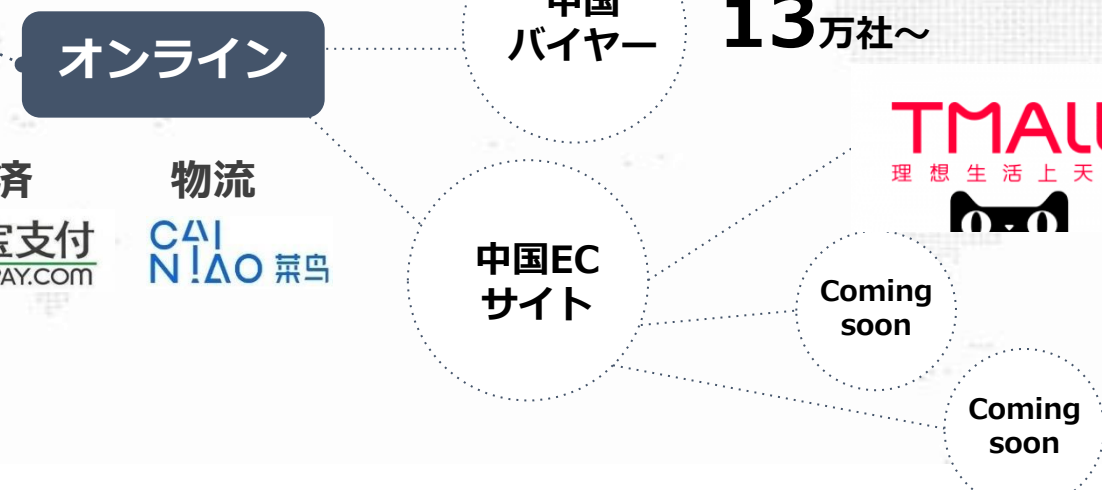 中国
バイヤー
13万社～
オンライン
TMALL
理想生活上天
済
物流
宝支付
PAY.COM
CAI
NIAO 菜鸟
中国EC
サイト
Coming
soon
Coming
soon